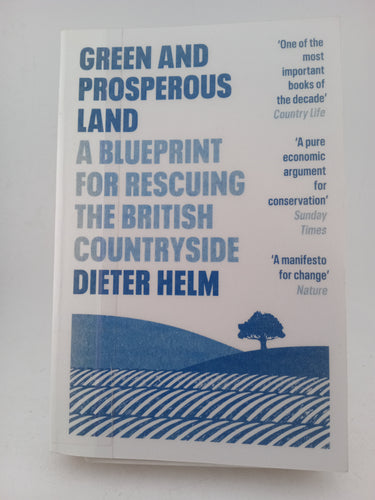 GREEN AND
PROSPEROUS
LAND
A BLUEPRINT
FOR RESCUING
THE BRITISH
COUNTRYSIDE
DIETER HELM
‘One of the
most
important
books of
the decade’
Country Life
‘A pure
economic
argument
for
conservation’
Sunday
Times
‘A manifesto
for change’
Nature